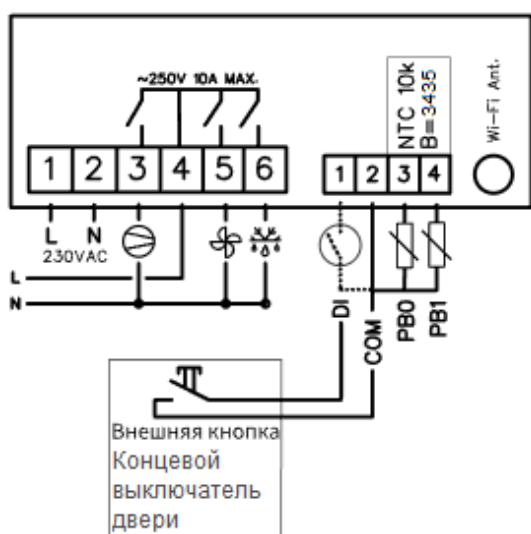 ~250V 10A MAX.
NTC 10k
B=3435
Wi-Fi Ant.
1 2 3 4 5 6
1 2 3 4
L N
230VAC
L
N
DI
COM
PB0
PB1
Внешняя кнопка
Концевой
выключатель
двери